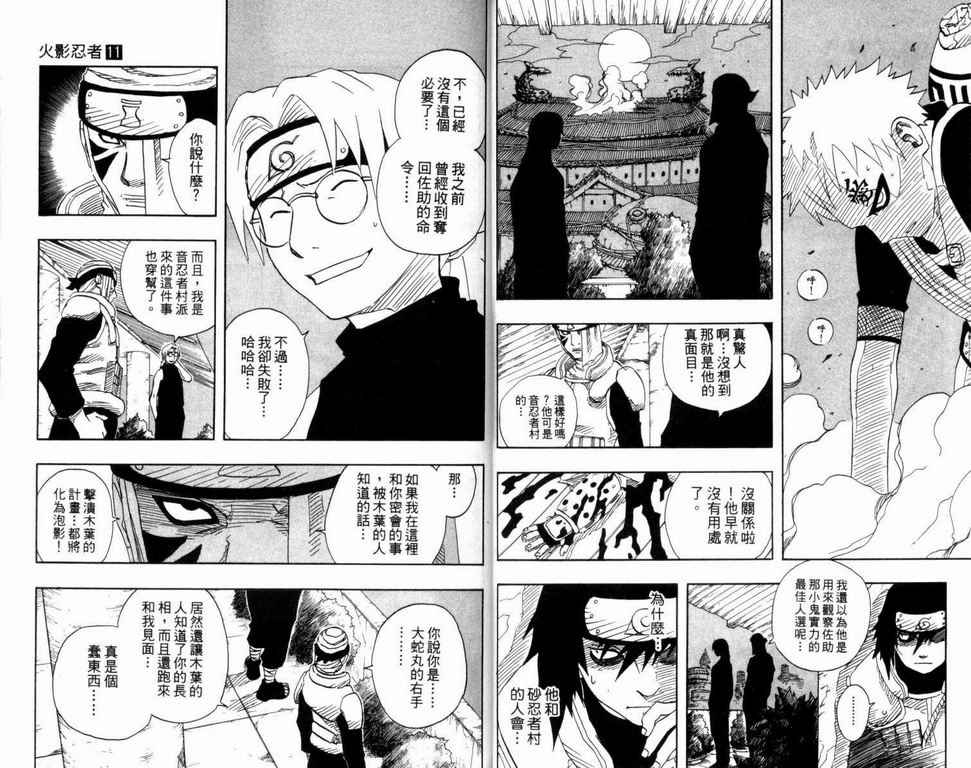 呼！
呼！
真驚人
啊…沒想到
那就是他的
真面目…
這樣好嗎
？他可是
音忍者村
的…
沒關係啦
！他早就
沒有用處
了。
我還以為他是
用來觀察佐助
那小鬼實力的
最佳人選呢…
………
為什麼…
他和
砂忍者村
的人會…
火影忍者11
不，已經
沒有這個
必要了…
我之前
曾經收到奪
回佐助的命
令…
不過……
我卻失敗了…
哈哈哈…
你說什麼？
而且，我是
音忍者村派
來的這件事
也穿幫了。
那…
如果我在這裡
和你密會的事
，被木葉的人
知道的話…
擊潰木葉的
計畫…都將
化為泡影！
你說你是……
大蛇丸的右手
居然還讓木葉的
人知道了你的長
相，而且還跑來
和我見面…
真是個
蠢東西……